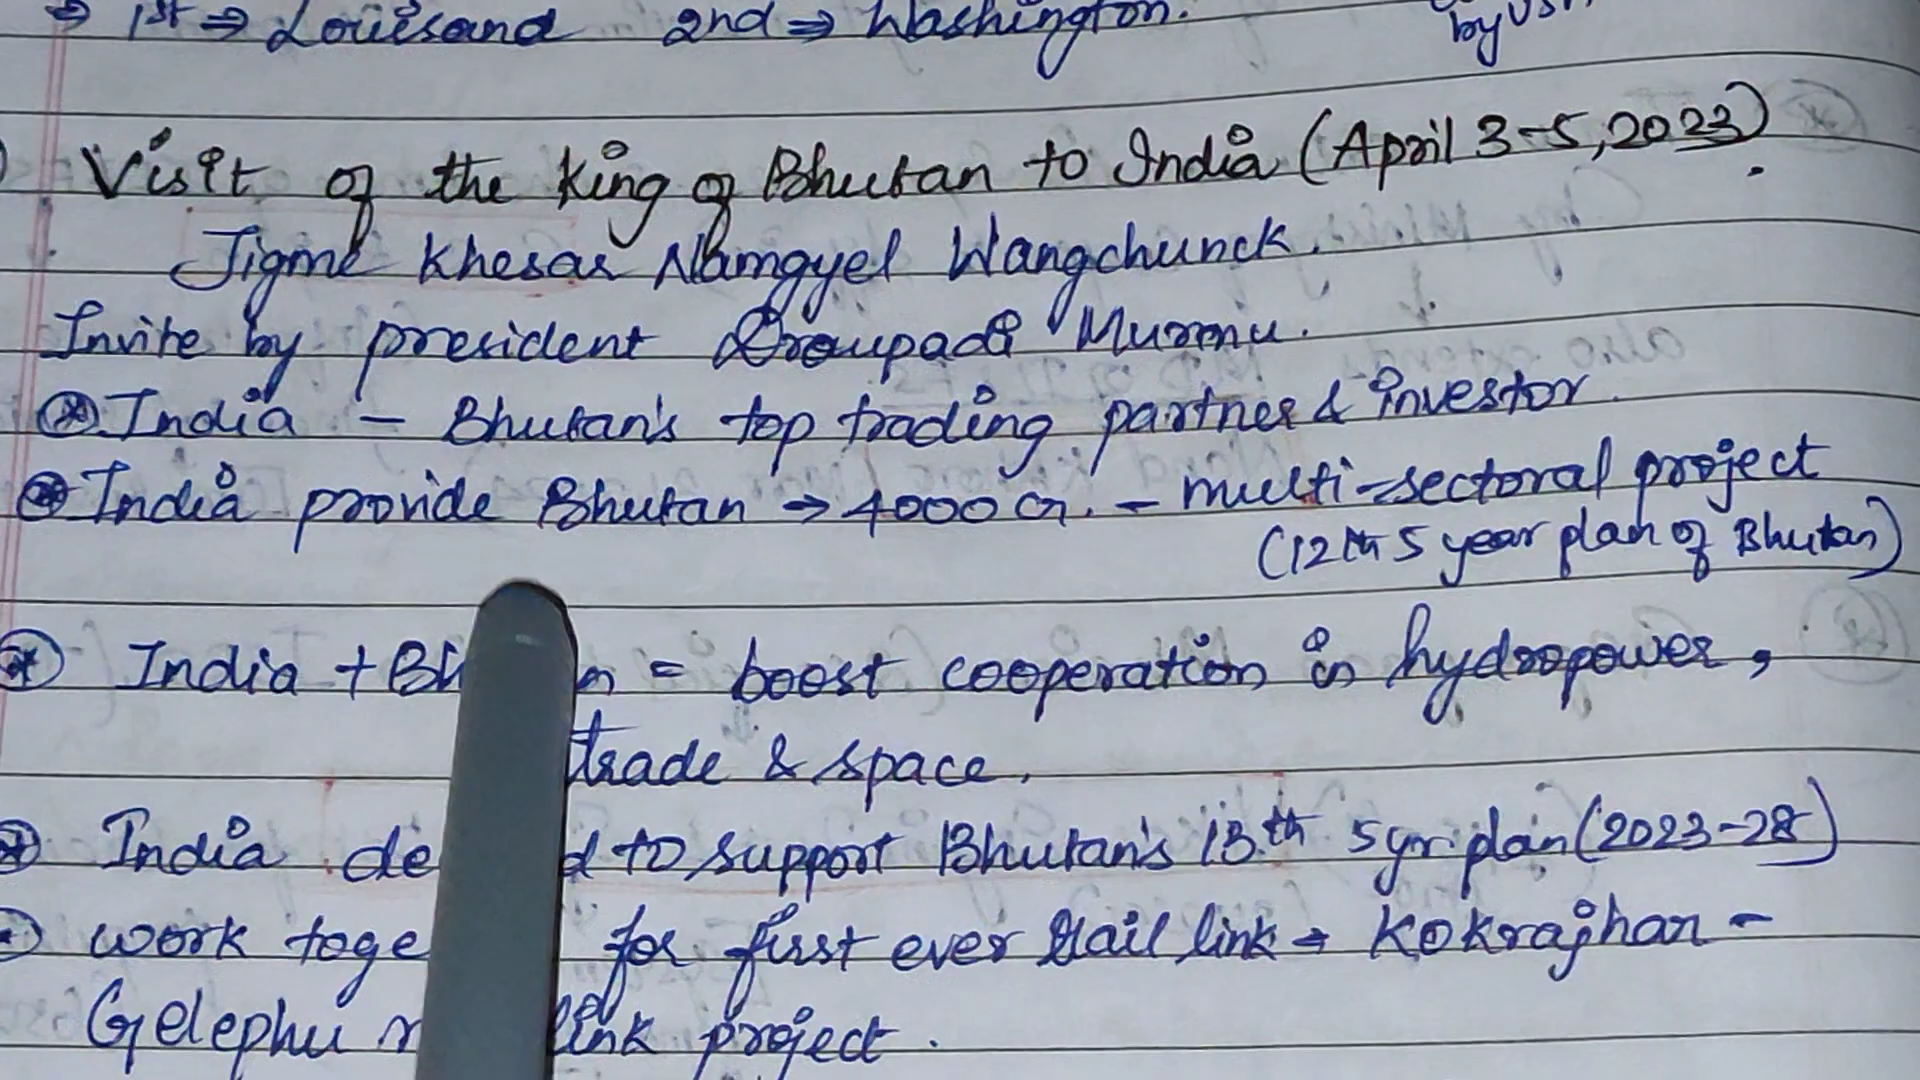 ⇒ 1st ⇒ Louisiand 2nd ⇒ Washington.
by
Visit of the king of Bhutan to India (April 3-5, 2023).
Jigme Khesar Namgyel Wangchunck.
Invite by president Droupadi Murmu.
India - Bhutan's top trading partner & investor.
India provide Bhutan → 4000 cr. - multi-sectoral project
(12th 5 year plan of Bhutan)
India + Bh n = boost cooperation in hydropower,
trade & space.
India de d to support Bhutan's 13th 5 yr plan (2023-28)
work toge for first ever rail link → Kokrajhar -
Gelephu r link project.